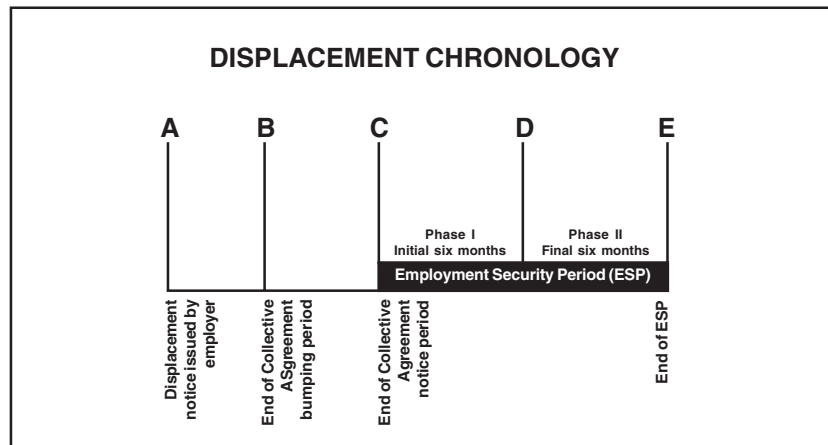 DISPLACEMENT CHRONOLOGY
A B C D E
Phase I
Initial six months
Phase II
Final six months
Employment Security Period (ESP)
Displacement
notice issued by
employer
End of Collective
ASgreement
bumping period
End of Collective
Agreement
notice period
End of ESP